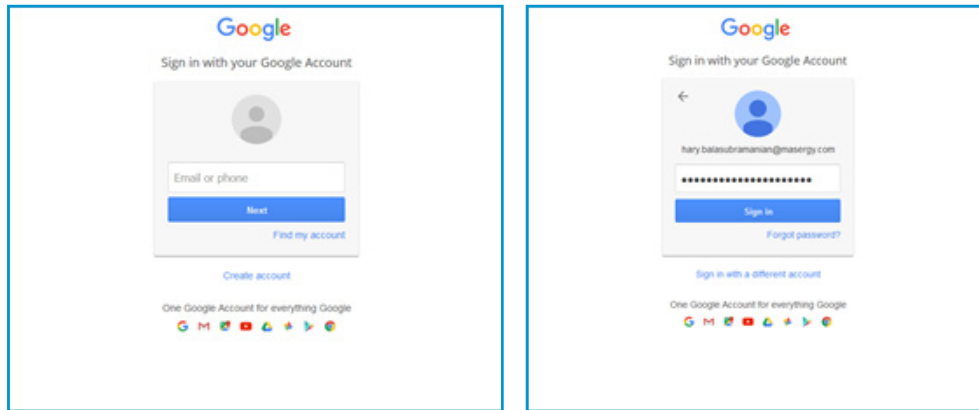 Google
Sign in with your Google Account
Email or phone
Next
Find my account
Create account
One Google Account for everything Google
Google
Sign in with your Google Account
hary.balasubramanian@masergy.com
Sign in
Forgot password?
Sign in with a different account
One Google Account for everything Google